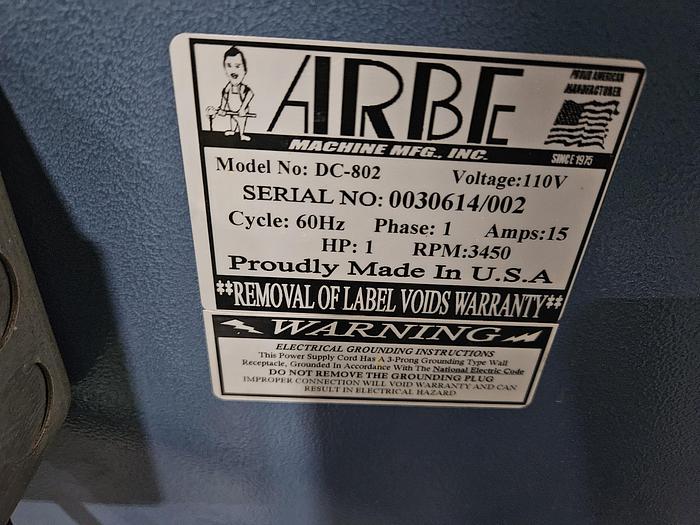 ARBE
PROUD AMERICAN
MANUFACTURER
MACHINE MFG., INC.
SINCE 1975
Model No: DC-802 Voltage:110V
SERIAL NO: 0030614/002
Cycle: 60Hz Phase: 1 Amps:15
HP: 1 RPM:3450
Proudly Made In U.S.A
**REMOVAL OF LABEL VOIDS WARRANTY**
WARNING
ELECTRICAL GROUNDING INSTRUCTIONS
This Power Supply Cord Has A 3-Prong Grounding Type Wall
Receptacle, Grounded In Accordance With The National Electric Code
DO NOT REMOVE THE GROUNDING PLUG
IMPROPER CONNECTION WILL VOID WARRANTY AND CAN
RESULT IN ELECTRICAL HAZARD